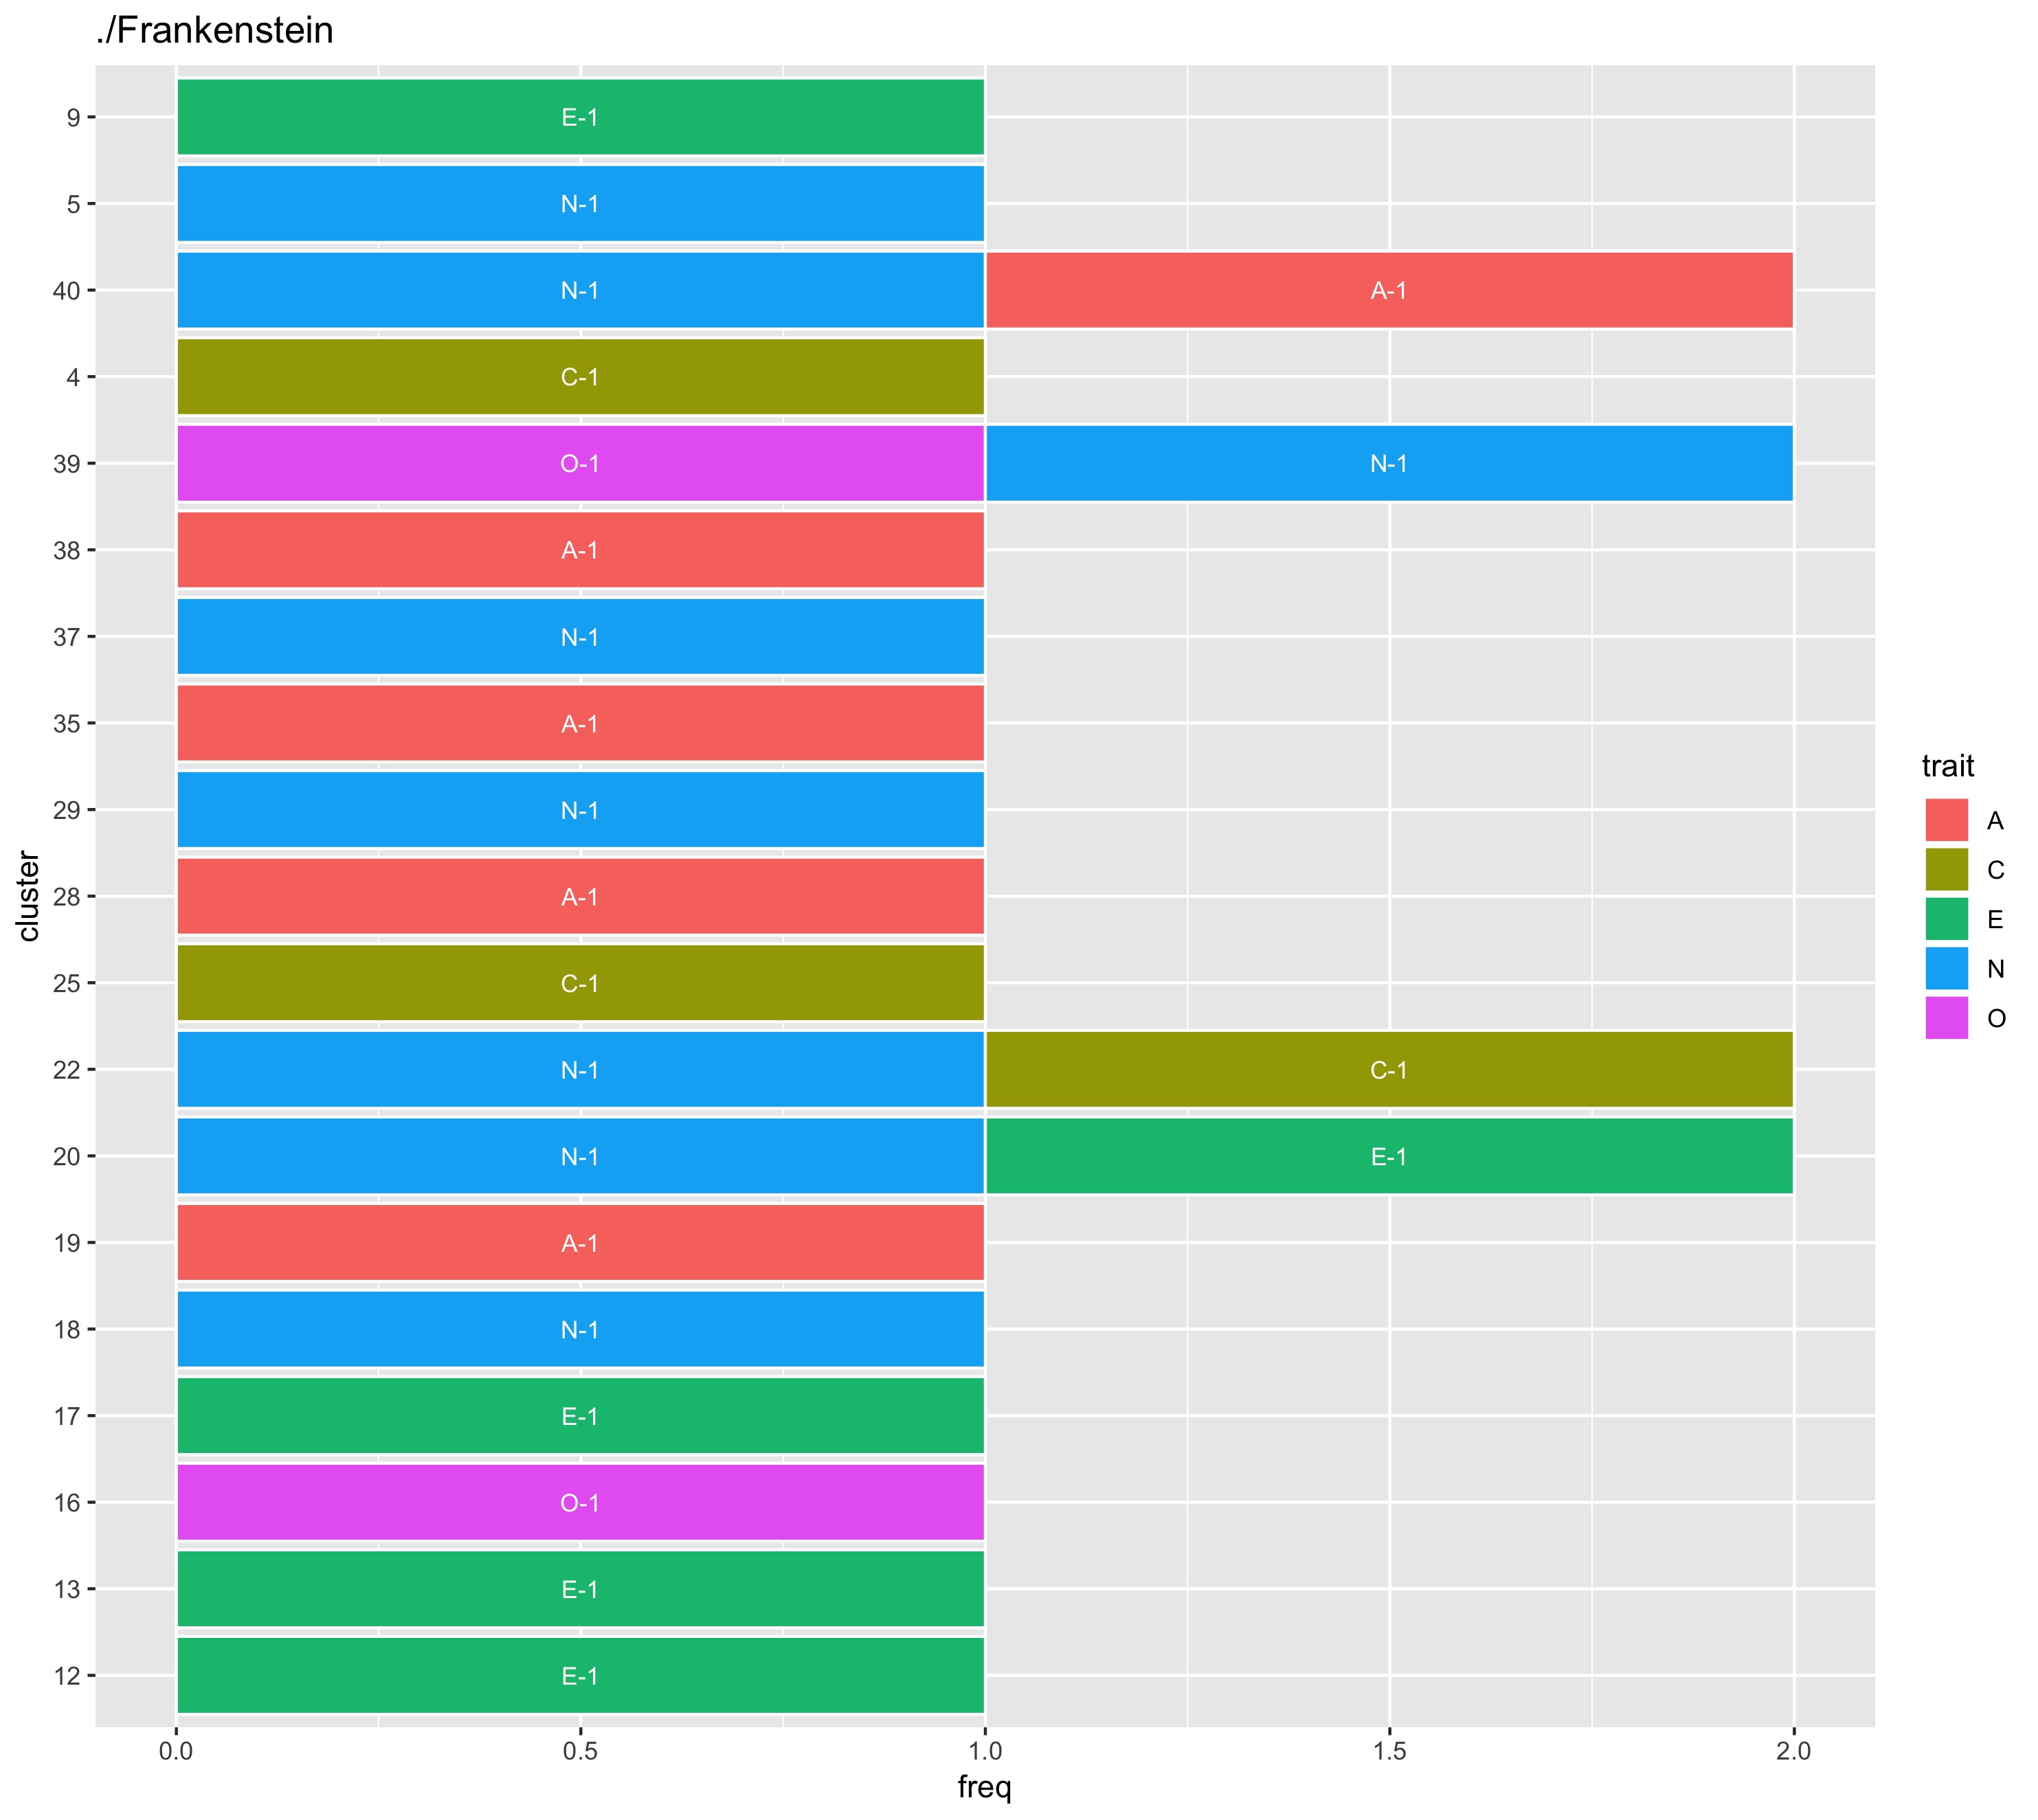 ./Frankenstein
9 E-1
5 N-1
40 N-1 A-1
4 C-1
39 O-1 N-1
38 A-1
37 N-1
35 A-1
29 N-1
28 A-1
25 C-1
22 N-1 C-1
20 N-1 E-1
19 A-1
18 N-1
17 E-1
16 O-1
13 E-1
12 E-1
0.0 0.5 1.0 1.5 2.0
freq
cluster
trait
A
C
E
N
O